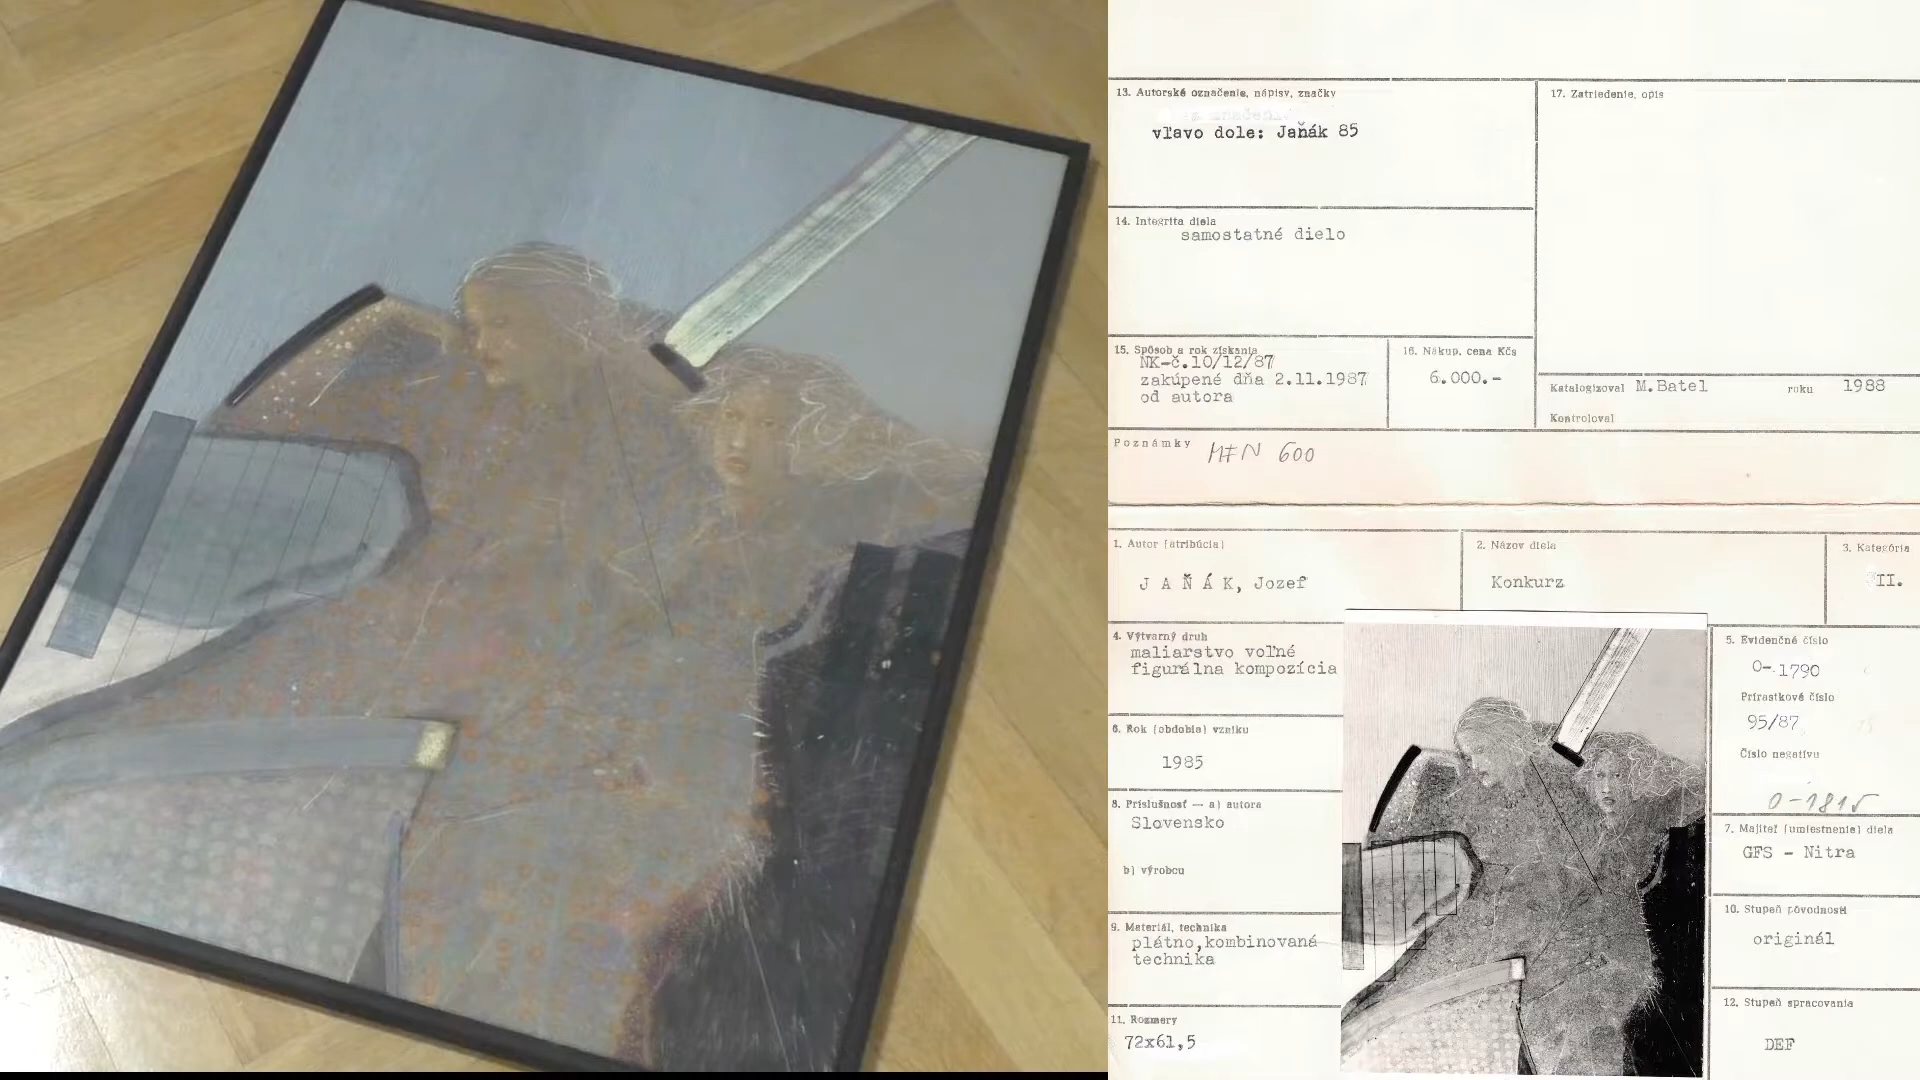 13. Autorské označenie, nápisy, značky
vľavo dole: Jaňák 85
17. Zatriedenie, opis
14. Integrita diela
samostatné dielo
15. Spôsob a rok získania
NK-č.10/12/87
zakúpené dňa 2.11.1987
od autora
16. Nákup. cena Kčs
6.000.-
Katalogizoval M.Batel roku 1988
Kontroloval
Poznámky MFN 600
1. Autor (atribúcia)
J A Ň Á K, Jozef
2. Názov diela
Konkurz
3. Kategória
II.
4. Výtvarný druh
maliarstvo voľné
figurálna kompozícia
5. Evidenčné číslo
O-1790
Prírastkové číslo
95/87
Číslo negatívu
O-1815
6. Rok (obdobie) vzniku
1985
7. Majiteľ (umiestnenie) diela
GFS - Nitra
8. Príslušnosť — a) autora
Slovensko
b) výrobcu
9. Materiál, technika
plátno,kombinovaná
technika
10. Stupeň pôvodnosti
originál
11. Rozmery
72x61,5
12. Stupeň spracovania
DEF